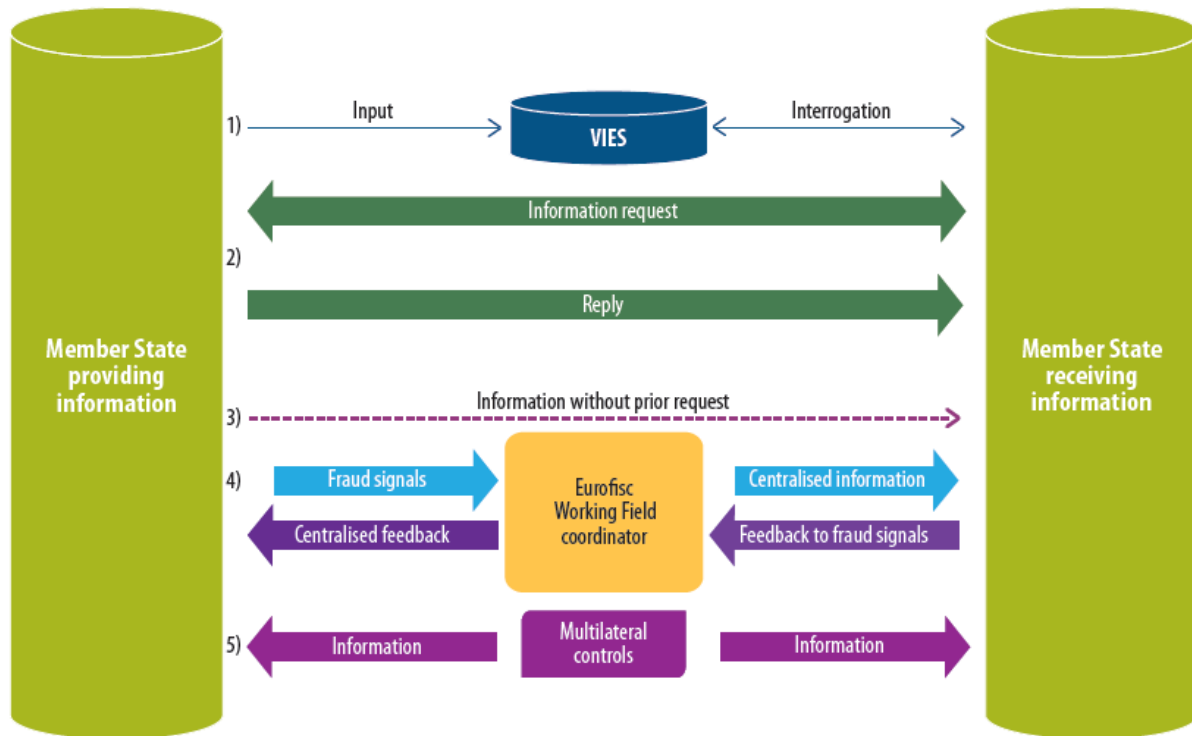 1)
Input
VIES
Interrogation
Information request
2)
Reply
Member State
providing
information
Member State
receiving
information
3)
Information without prior request
4)
Fraud signals
Eurofisc
Working Field
coordinator
Centralised information
Centralised feedback
Feedback to fraud signals
5)
Information
Multilateral
controls
Information